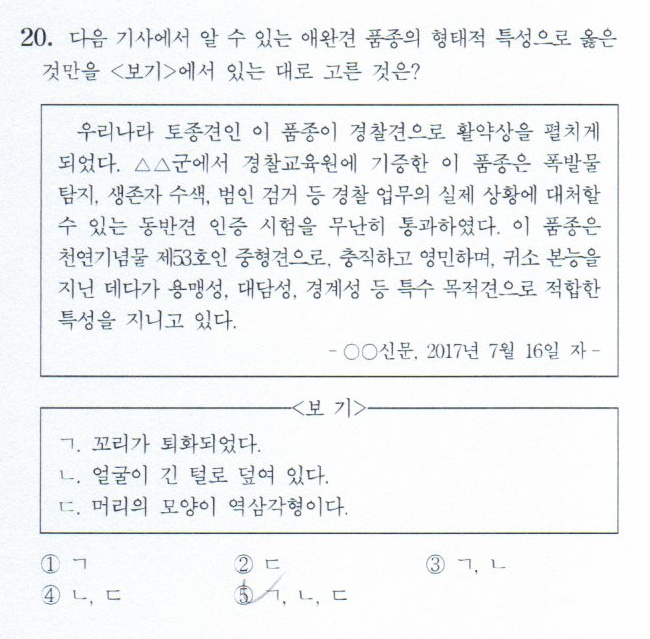 20. 다음 기사에서 알 수 있는 애완견 품종의 형태적 특성으로 옳은
것만을 <보기>에서 있는 대로 고른 것은?
우리나라 토종견인 이 품종이 경찰견으로 활약상을 펼치게
되었다. △△군에서 경찰교육원에 기증한 이 품종은 폭발물
탐지, 생존자 수색, 범인 검거 등 경찰 업무의 실제 상황에 대처할
수 있는 동반견 인증 시험을 무난히 통과하였다. 이 품종은
천연기념물 제53호인 중형견으로, 충직하고 영민하며, 귀소 본능을
지닌 데다가 용맹성, 대담성, 경계성 등 특수 목적견으로 적합한
특성을 지니고 있다.
- ○○신문, 2017년 7월 16일 자 -
<보 기>
ㄱ. 꼬리가 퇴화되었다.
ㄴ. 얼굴이 긴 털로 덮여 있다.
ㄷ. 머리의 모양이 역삼각형이다.
① ㄱ ② ㄷ ③ ㄱ, ㄴ
④ ㄴ, ㄷ ⑤ ㄱ, ㄴ, ㄷ